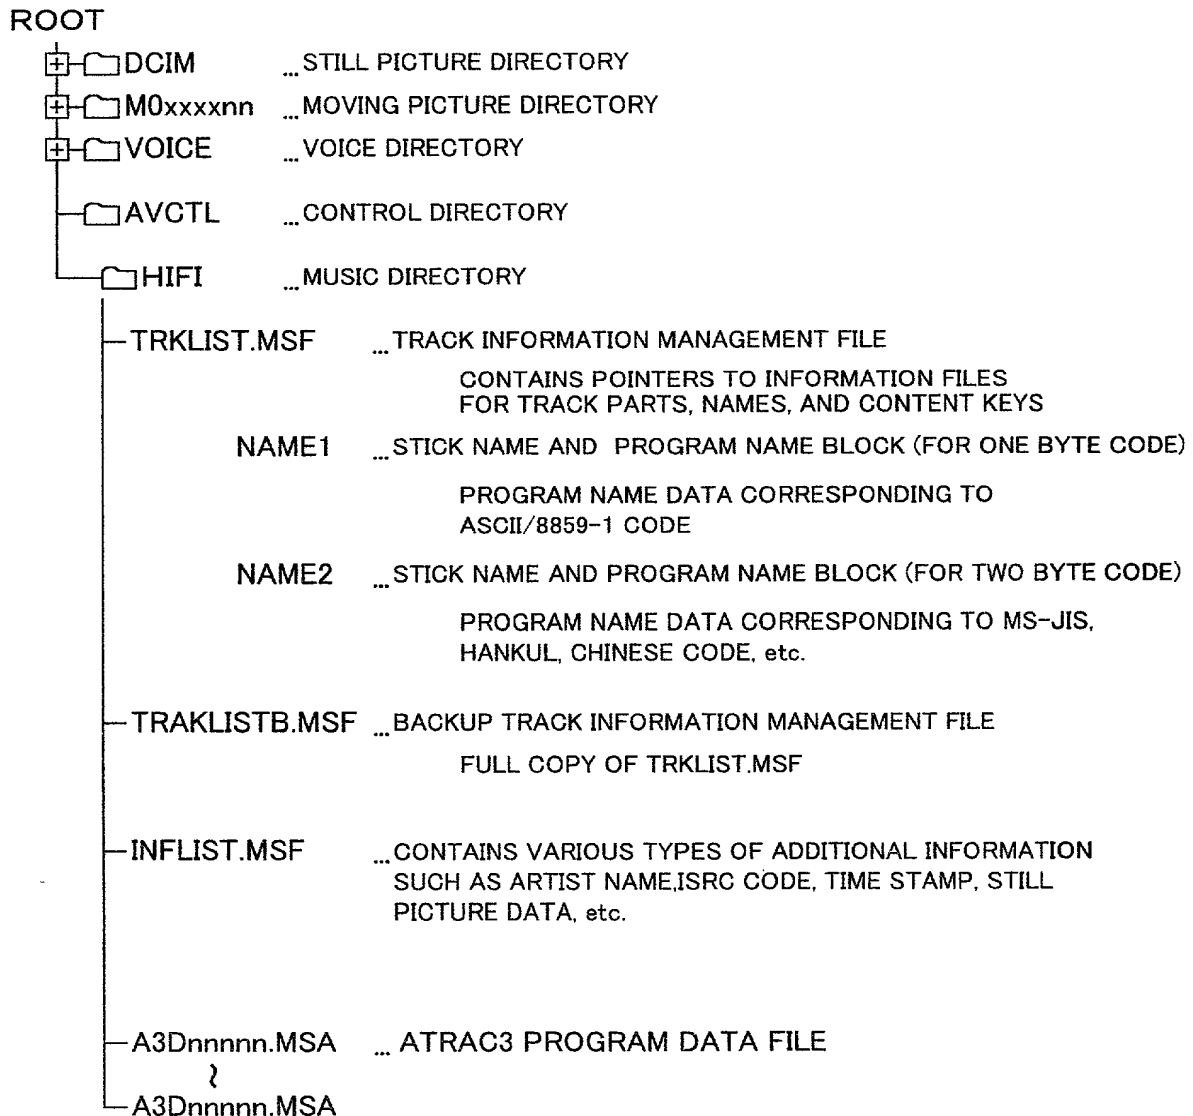 ROOT
DCIM ...STILL PICTURE DIRECTORY
M0xxxxnn ...MOVING PICTURE DIRECTORY
VOICE ...VOICE DIRECTORY
AVCTL ...CONTROL DIRECTORY
HIFI ...MUSIC DIRECTORY
TRKLIST.MSF ...TRACK INFORMATION MANAGEMENT FILE
CONTAINS POINTERS TO INFORMATION FILES
FOR TRACK PARTS, NAMES, AND CONTENT KEYS
NAME1 ...STICK NAME AND PROGRAM NAME BLOCK (FOR ONE BYTE CODE)
PROGRAM NAME DATA CORRESPONDING TO
ASCII/8859-1 CODE
NAME2 ...STICK NAME AND PROGRAM NAME BLOCK (FOR TWO BYTE CODE)
PROGRAM NAME DATA CORRESPONDING TO MS-JIS,
HANKUL, CHINESE CODE, etc.
TRAKLISTB.MSF ...BACKUP TRACK INFORMATION MANAGEMENT FILE
FULL COPY OF TRKLIST.MSF
INFLIST.MSF ...CONTAINS VARIOUS TYPES OF ADDITIONAL INFORMATION
SUCH AS ARTIST NAME,ISRC CODE, TIME STAMP, STILL
PICTURE DATA, etc.
A3Dnnnnn.MSA ... ATRAC3 PROGRAM DATA FILE
~
A3Dnnnnn.MSA